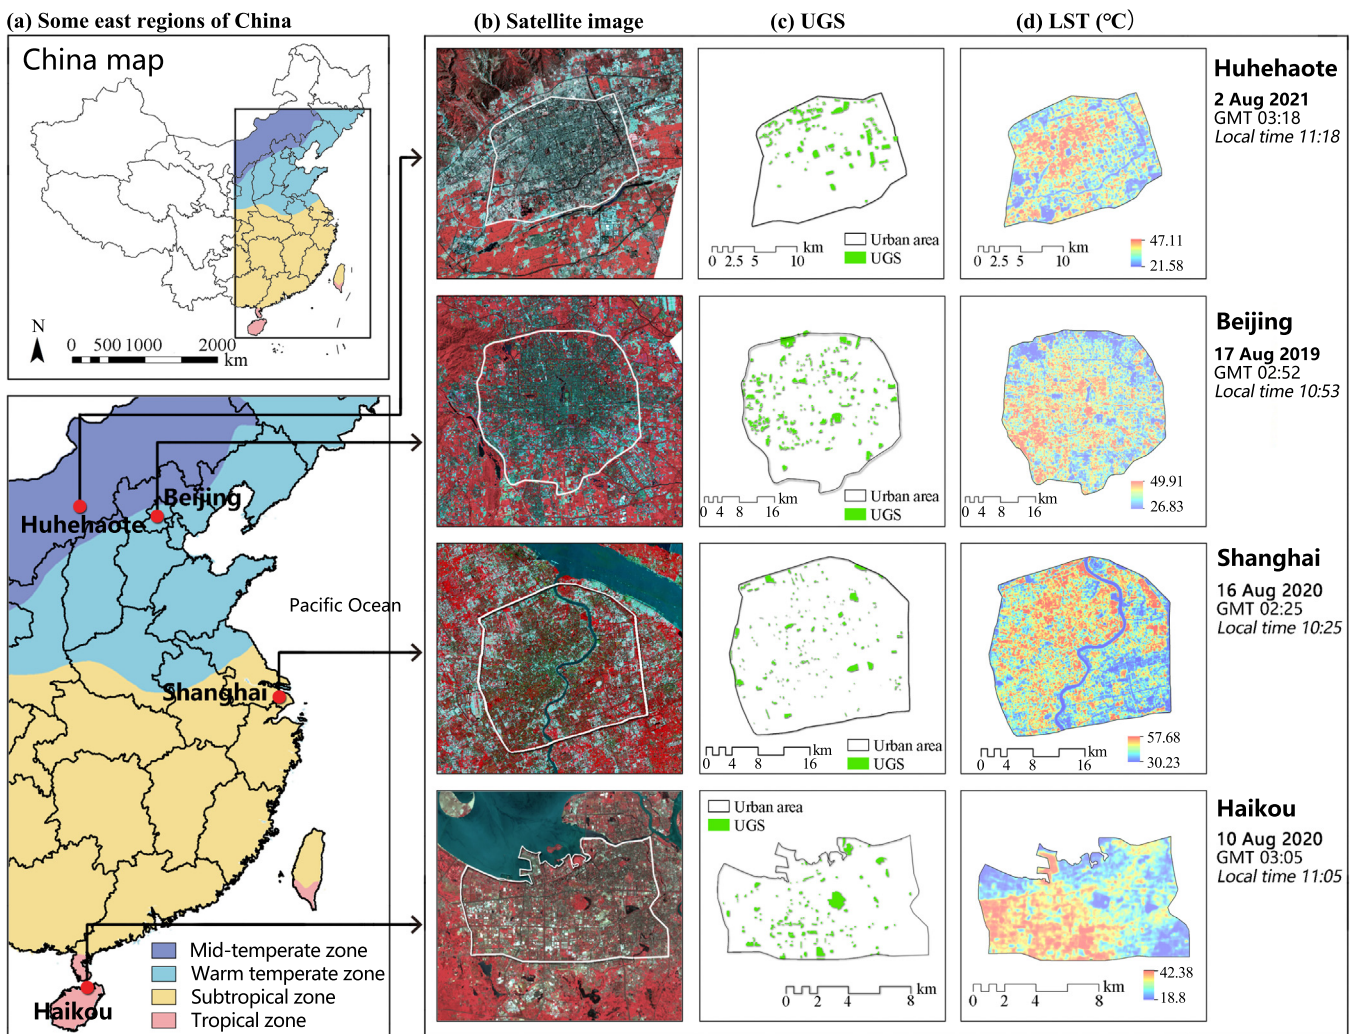 (a) Some east regions of China
(b) Satellite image
(c) UGS
(d) LST (℃)
China map
N
0 500 1000 2000
km
Huhehaote
Beijing
Pacific Ocean
Shanghai
Haikou
Mid-temperate zone
Warm temperate zone
Subtropical zone
Tropical zone
km
0 2.5 5 10
Urban area
UGS
km
0 2.5 5 10
47.11
21.58
Huhehaote
2 Aug 2021
GMT 03:18
Local time 11:18
km
0 4 8 16
Urban area
UGS
km
0 4 8 16
49.91
26.83
Beijing
17 Aug 2019
GMT 02:52
Local time 10:53
km
0 4 8 16
Urban area
UGS
km
0 4 8 16
57.68
30.23
Shanghai
16 Aug 2020
GMT 02:25
Local time 10:25
Urban area
UGS
km
0 2 4 8
km
0 2 4 8
42.38
18.8
Haikou
10 Aug 2020
GMT 03:05
Local time 11:05